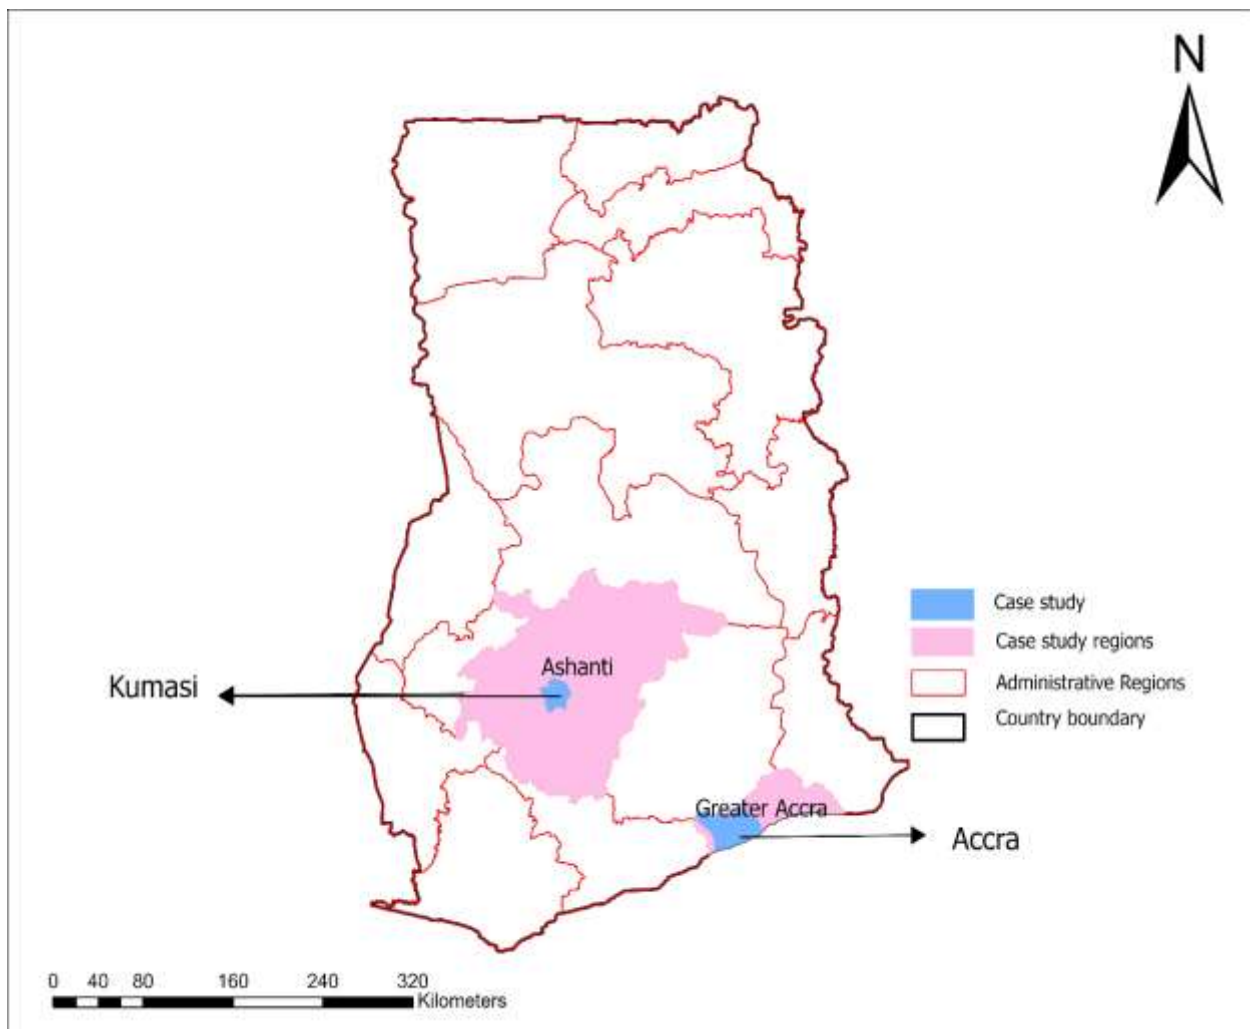 N
Case study
Case study regions
Ashanti
Administrative Regions
Kumasi
Country boundary
Greater Accra
Accra
0 40 80 160 240 320
Kilometers